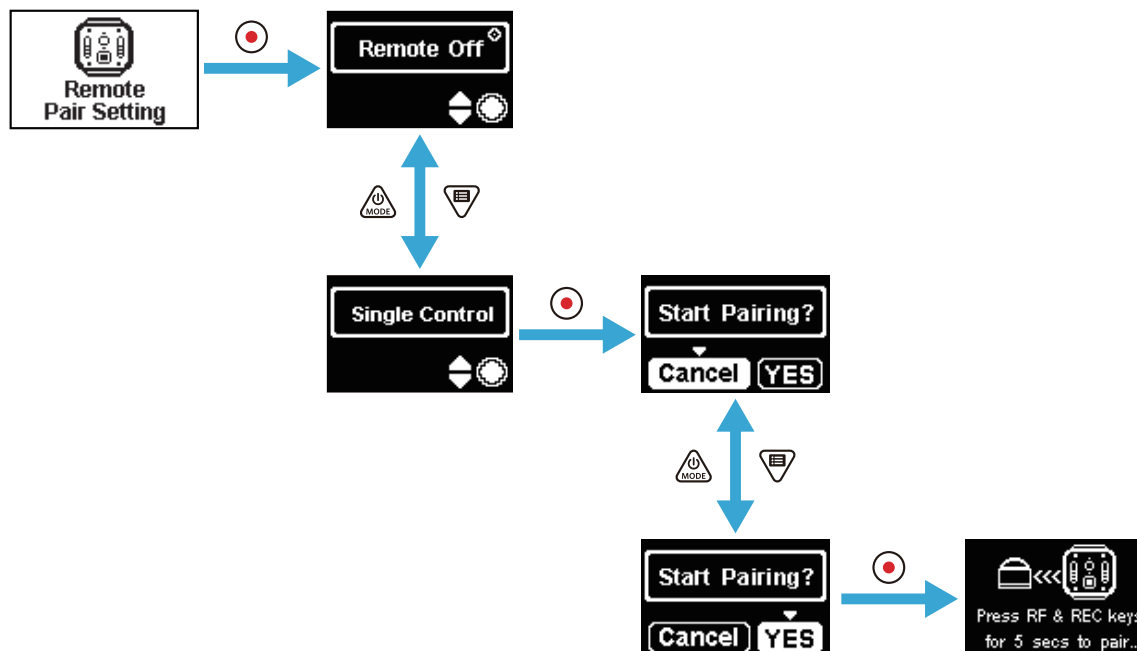 Remote
Pair Setting
Remote Off
MODE
Single Control
Start Pairing?
Cancel YES
MODE
Start Pairing?
Cancel YES
Press RF & REC keys
for 5 secs to pair..